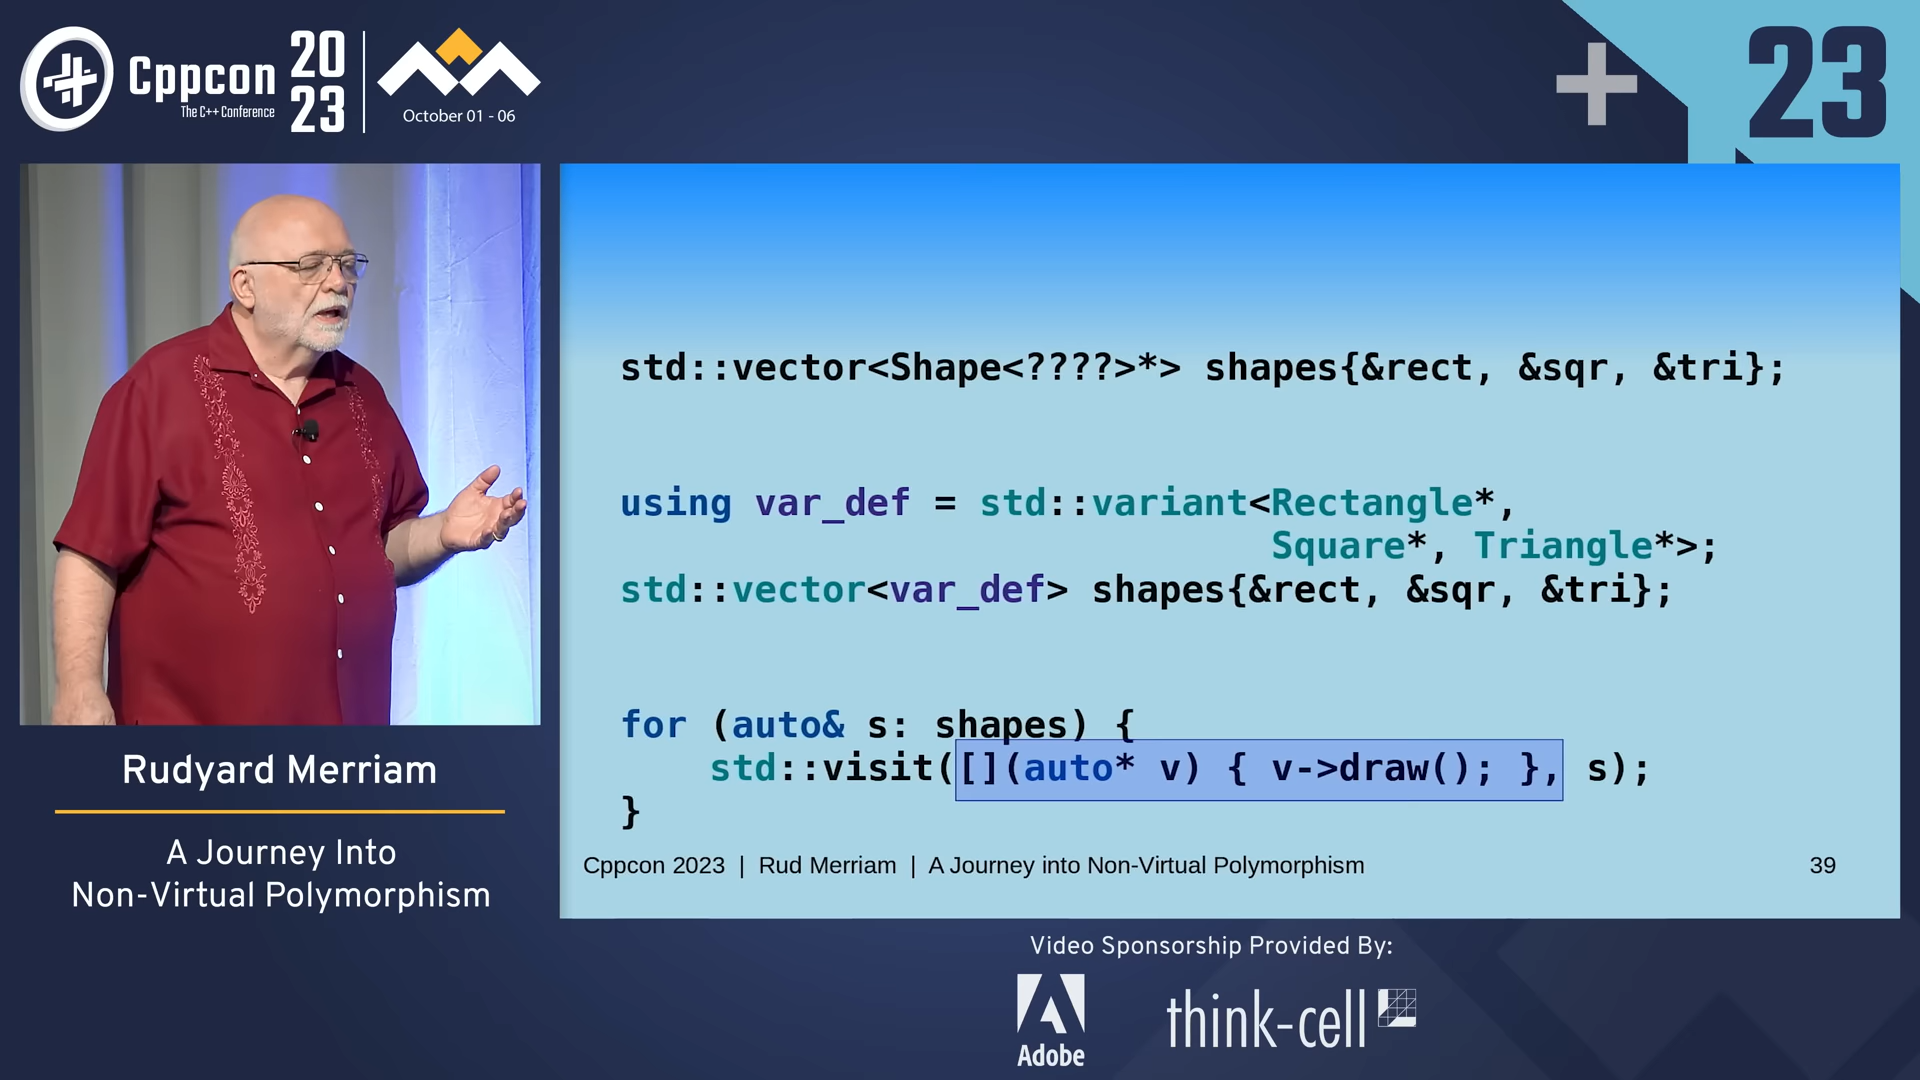 Cppcon
The C++ Conference
20
23
October 01 - 06
23
std::vector<Shape<????>*> shapes{&rect, &sqr, &tri};
using var_def = std::variant<Rectangle*,
Square*, Triangle*>;
std::vector<var_def> shapes{&rect, &sqr, &tri};
for (auto& s: shapes) {
std::visit([](auto* v) { v->draw(); }, s);
}
Cppcon 2023 | Rud Merriam | A Journey into Non-Virtual Polymorphism
39
Rudyard Merriam
A Journey Into
Non-Virtual Polymorphism
Video Sponsorship Provided By:
Adobe
think-cell